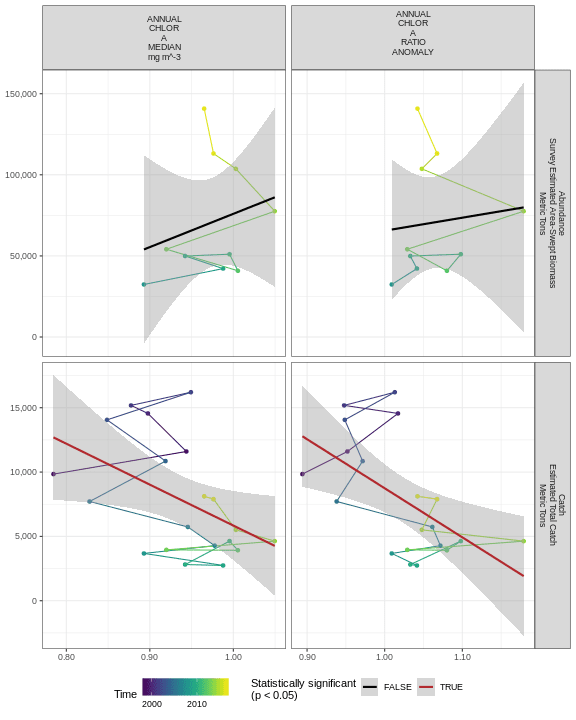 ANNUAL
CHLOR
A
MEDIAN
mg m^-3
ANNUAL
CHLOR
A
RATIO
ANOMALY
150,000
100,000
50,000
0
Abundance
Survey Estimated Area-Swept Biomass
Metric Tons
15,000
10,000
5,000
0
Catch
Estimated Total Catch
Metric Tons
0.80 0.90 1.00
0.90 1.00 1.10
Time
2000 2010
Statistically significant
(p < 0.05)
FALSE TRUE